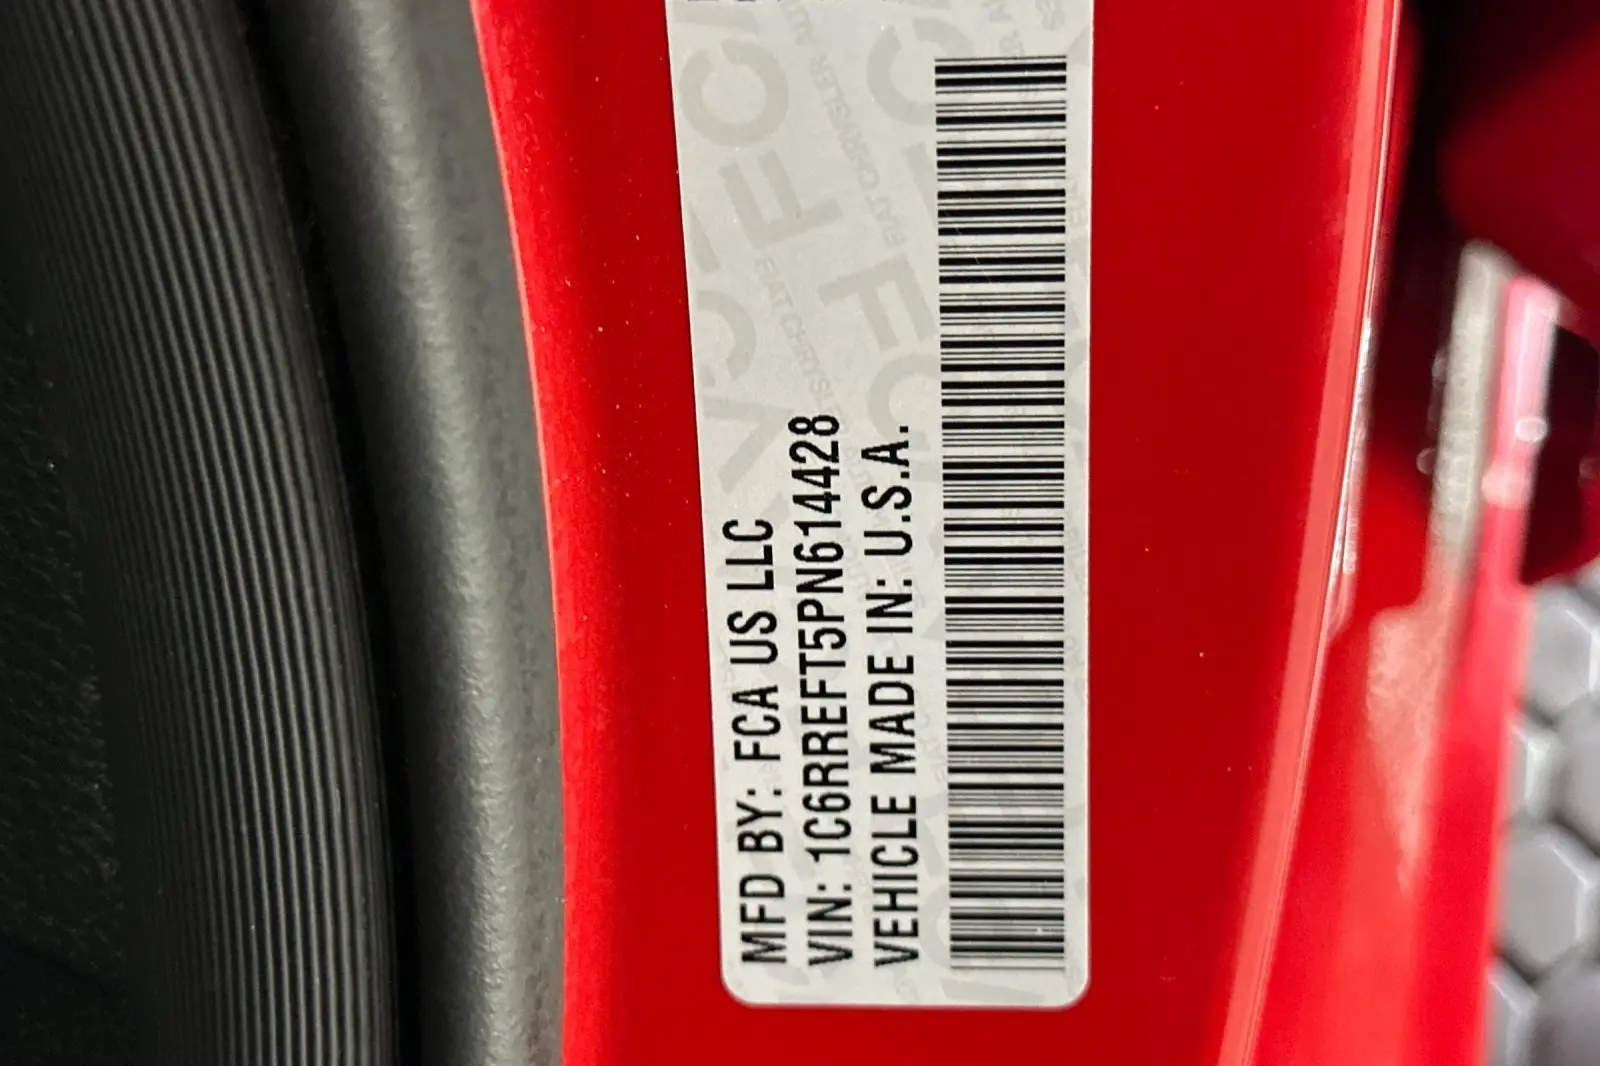 MFD BY: FCA US LLC
VIN: 1C6RREFT5PN614428
VEHICLE MADE IN: U.S.A.